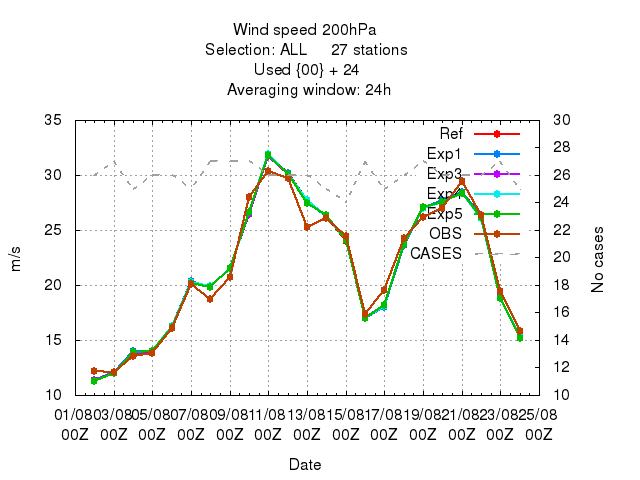 Wind speed 200hPa
Selection: ALL 27 stations
Used {00} + 24
Averaging window: 24h
35 30
30 28
25 26
20 24
15 22
10 20
18
16
14
12
10
m/s
No cases
Ref
Exp1
Exp3
Exp4
Exp5
OBS
CASES
01/08 03/08 05/08 07/08 09/08 11/08 13/08 15/08 17/08 19/08 21/08 23/08 25/08
00Z 00Z 00Z 00Z 00Z 00Z 00Z 00Z 00Z 00Z 00Z 00Z 00Z
Date